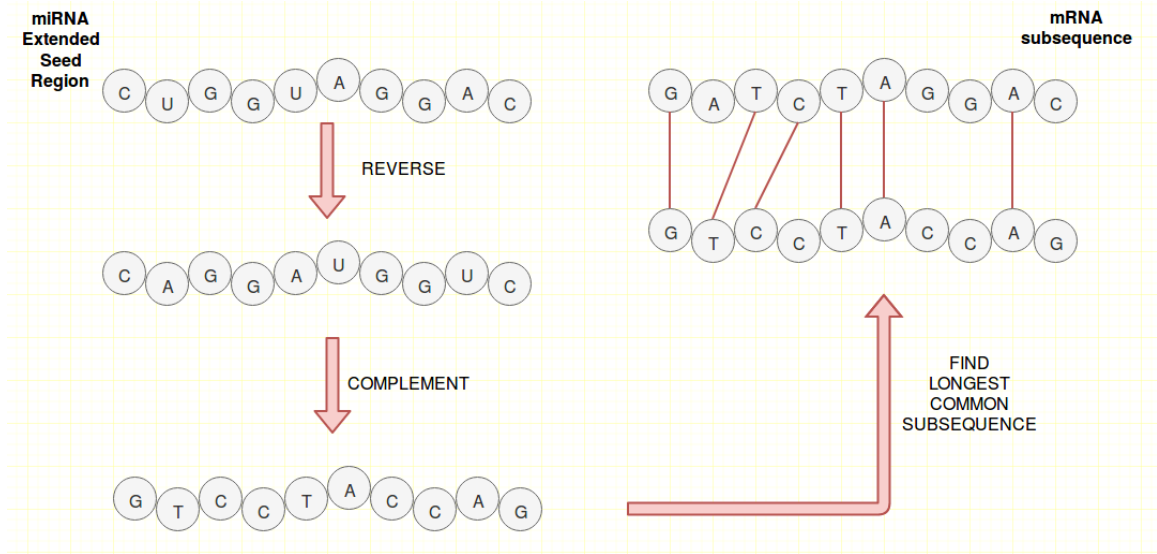 miRNA
Extended
Seed
Region
C U G G U A G G A C
REVERSE
C A G G A U G G U C
COMPLEMENT
G T C C T A C C A G
mRNA
subsequence
G A T C T A G G A C
G T C C T A C C A G
FIND
LONGEST
COMMON
SUBSEQUENCE